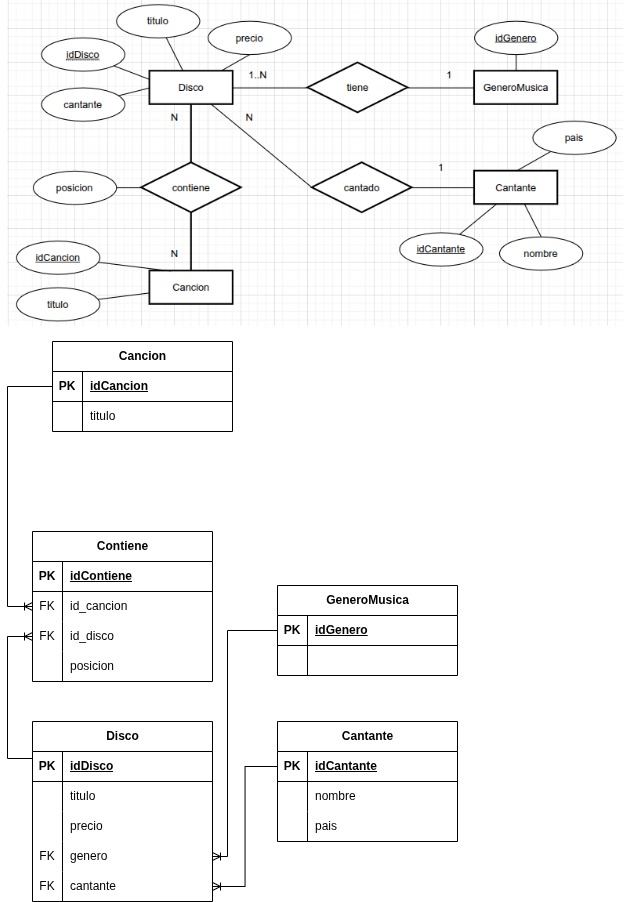 titulo
precio
idDisco
idGenero
Disco
1..N
tiene
1
GeneroMusica
cantante
N
N
pais
posicion
contiene
cantado
1
Cantante
idCantante
nombre
N
idCancion
Cancion
titulo
Cancion
PK idCancion
titulo
Contiene
PK idContiene
FK id_cancion
FK id_disco
posicion
GeneroMusica
PK idGenero
Disco
PK idDisco
titulo
precio
FK genero
FK cantante
Cantante
PK idCantante
nombre
pais